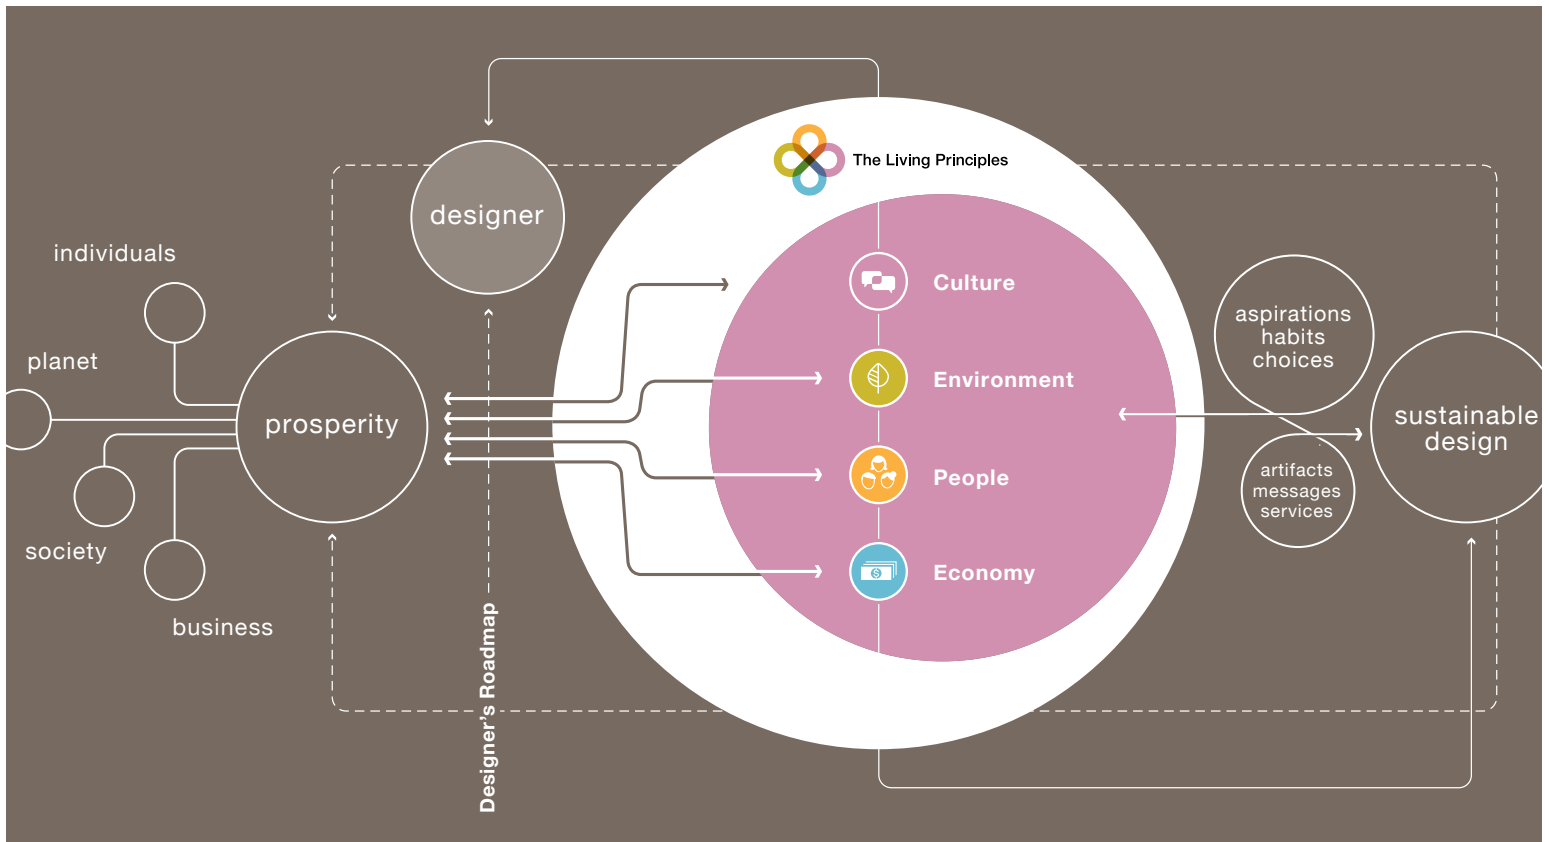 The Living Principles
designer
individuals
planet
prosperity
society
business
Designer's Roadmap
Culture
Environment
People
Economy
aspirations
habits
choices
artifacts
messages
services
sustainable
design
$